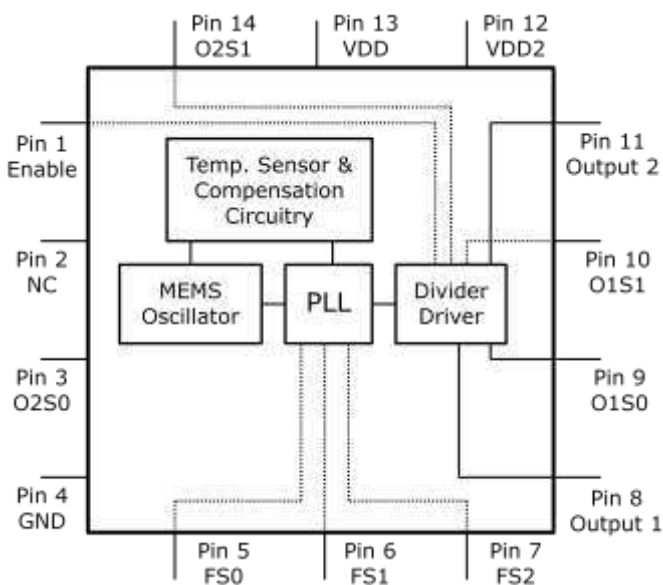 Pin 14
O2S1
Pin 13
VDD
Pin 12
VDD2
Pin 1
Enable
Temp. Sensor &
Compensation
Circuitry
Pin 11
Output 2
Pin 2
NC
MEMS
Oscillator
PLL
Divider
Driver
Pin 10
O1S1
Pin 3
O2S0
Pin 9
O1S0
Pin 4
GND
Pin 8
Output 1
Pin 5
FS0
Pin 6
FS1
Pin 7
FS2